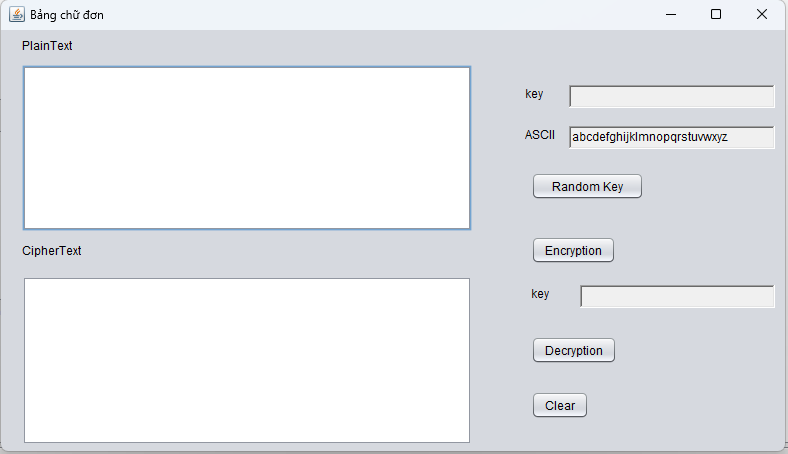 Bảng chữ đơn
PlainText
key
ASCII abcdefghijklmnopqrstuvwxyz
Random Key
CipherText
Encryption
key
Decryption
Clear